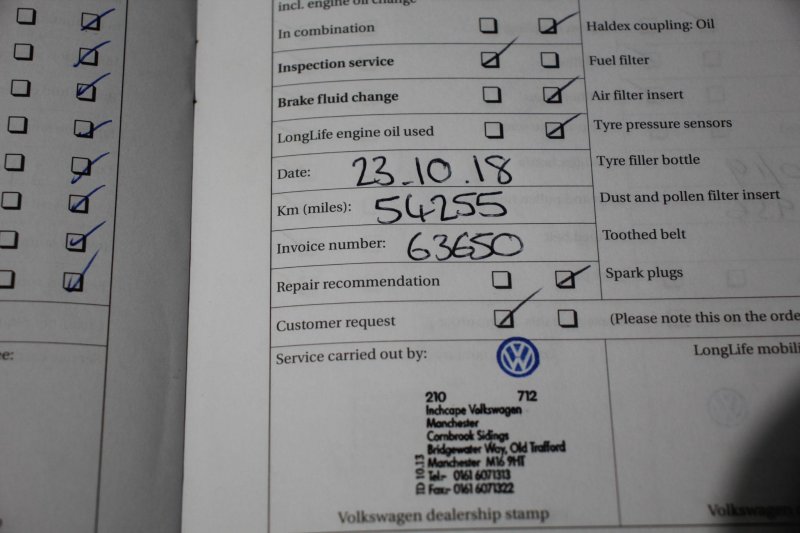 incl. engine oil change
In combination
Haldex coupling: Oil
Inspection service
Fuel filter
Brake fluid change
Air filter insert
LongLife engine oil used
Tyre pressure sensors
Date: 23.10.18
Tyre filler bottle
Km (miles): 54255
Dust and pollen filter insert
Invoice number: 63650
Toothed belt
Repair recommendation
Spark plugs
Customer request
(Please note this on the orde
e:
Service carried out by:
LongLife mobili
210 712
Inchcape Volkswagen
Manchester
Cornbrook Sidings
Bridgewater Way, Old Trafford
Manchester M16 9HT
Tel:- 0161 6071313
Fax:- 0161 6071322
ID 10.13
Volkswagen dealership stamp
Volkswagen